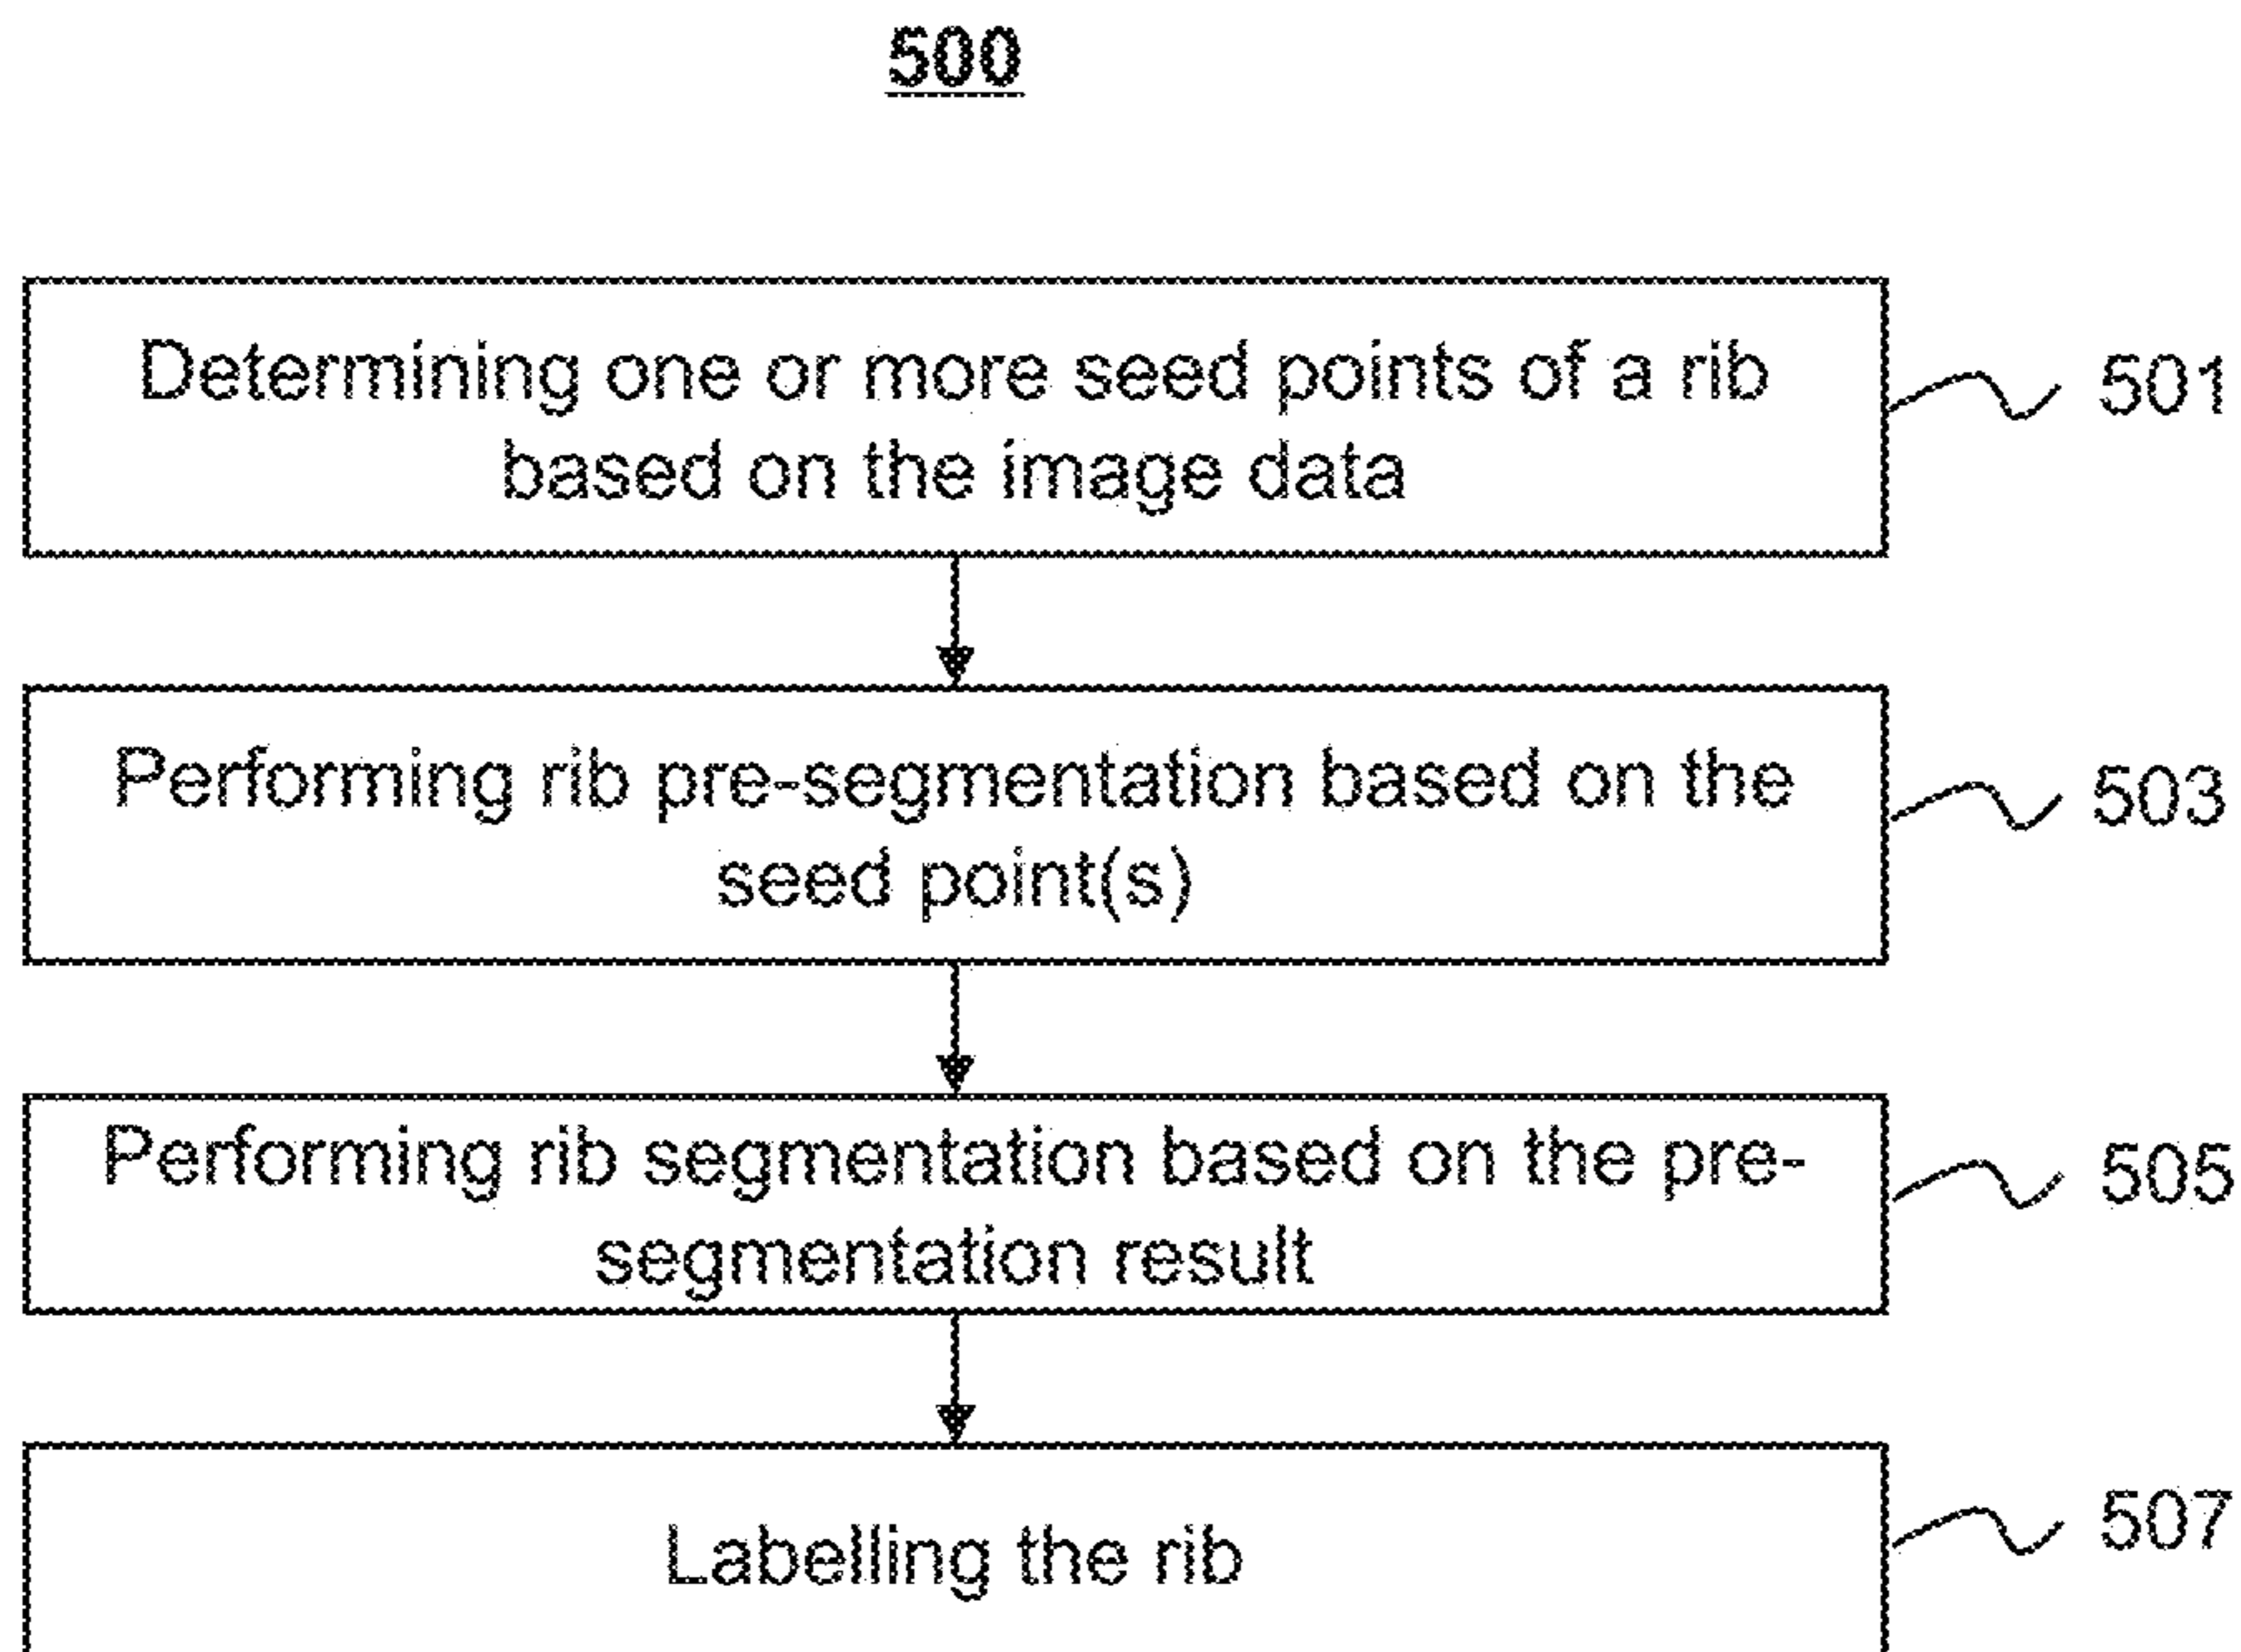 500
Determining one or more seed points of a rib
based on the image data
501
Performing rib pre-segmentation based on the
seed point(s)
503
Performing rib segmentation based on the pre-
segmentation result
505
Labelling the rib
507